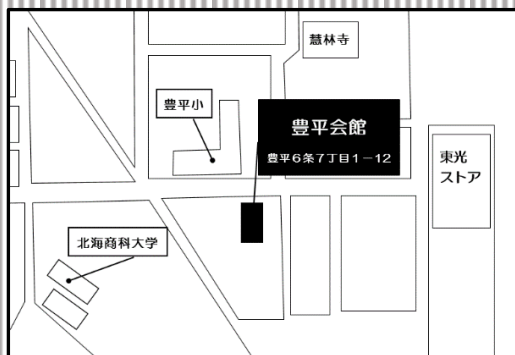 慧林寺
豊平小
豊平会館
豊平6条7丁目1－12
東光
ストア
北海商科大学